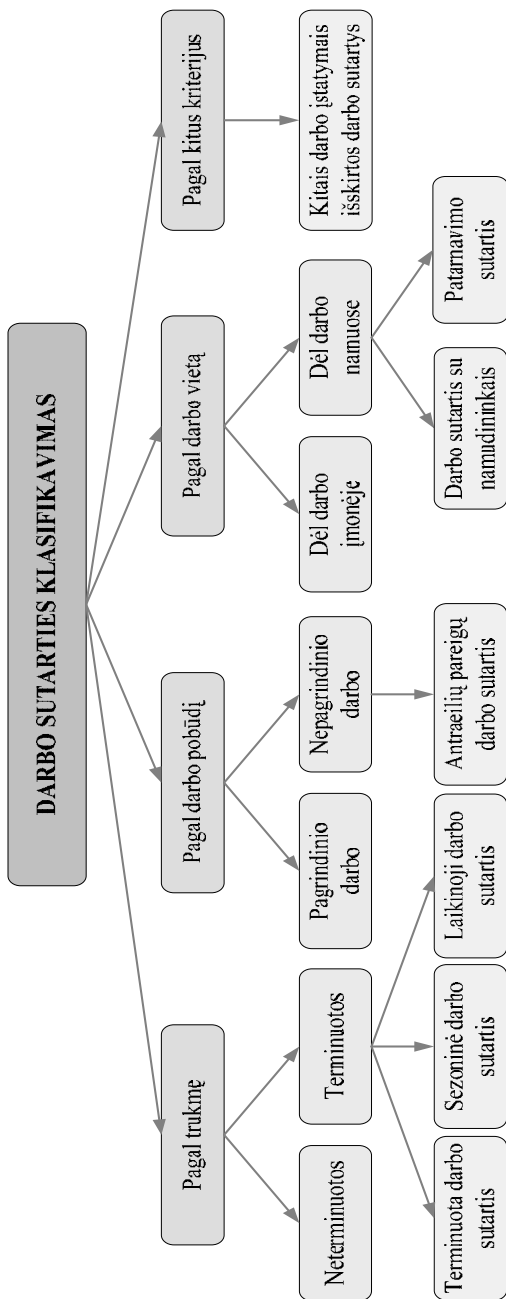 DARBO SUTARTIES KLASIFIKAVIMAS
Pagal trukmę
Pagal darbo pobūdį
Pagal darbo vietą
Pagal kitus kriterijus
Neterminuotos
Terminuotos
Pagrindinio
darbo
Nepagrindinio
darbo
Dėl darbo
įmonėje
Dėl darbo
namuose
Kitais darbo įstatymais
išskirtos darbo sutartys
Terminuota darbo
sutartis
Sezoninė darbo
sutartis
Laikinoji darbo
sutartis
Antraeilių pareigų
darbo sutartis
Darbo sutartis su
namudininkais
Patarnavimo
sutartis